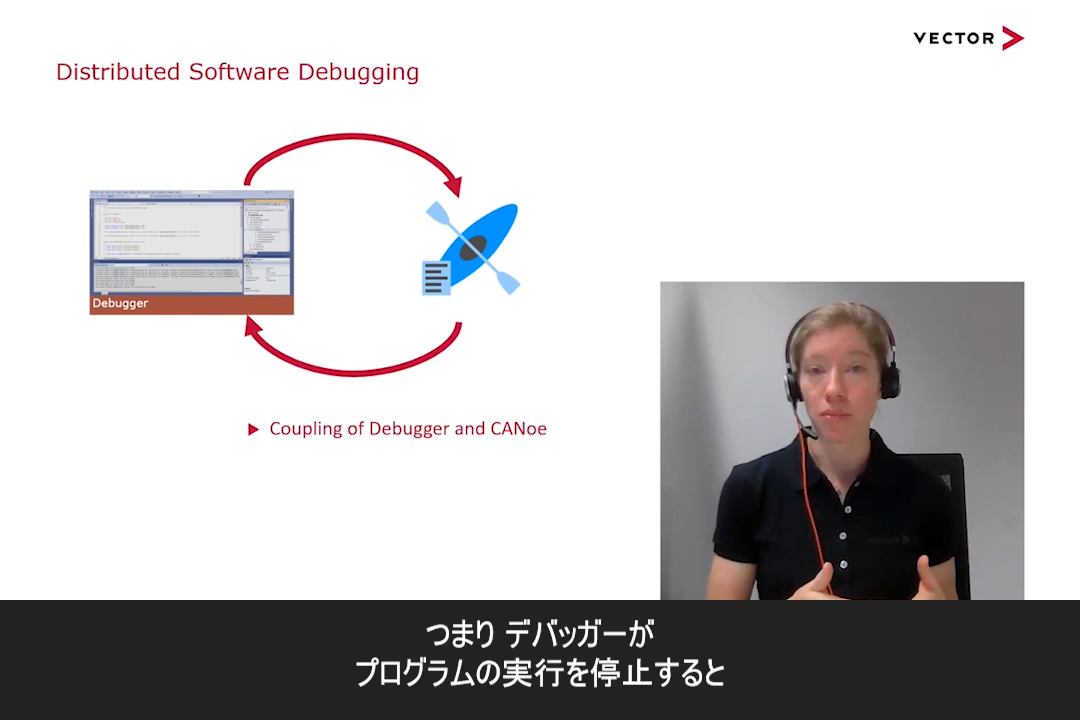 VECTOR
Distributed Software Debugging
Debugger
Coupling of Debugger and CANoe
つまり デバッガーが
プログラムの実行を停止すると